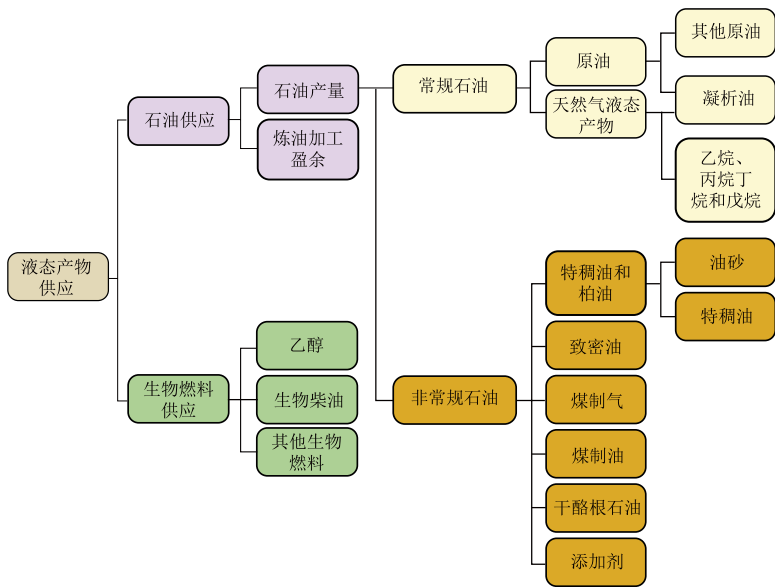 液态产物
供应
石油供应
石油产量
炼油加工
盈余
常规石油
原油
其他原油
凝析油
天然气液态
产物
乙烷、
丙烷丁
烷和戊烷
非常规石油
特稠油和
柏油
油砂
特稠油
致密油
煤制气
煤制油
干酪根石油
添加剂
生物燃料
供应
乙醇
生物柴油
其他生物
燃料